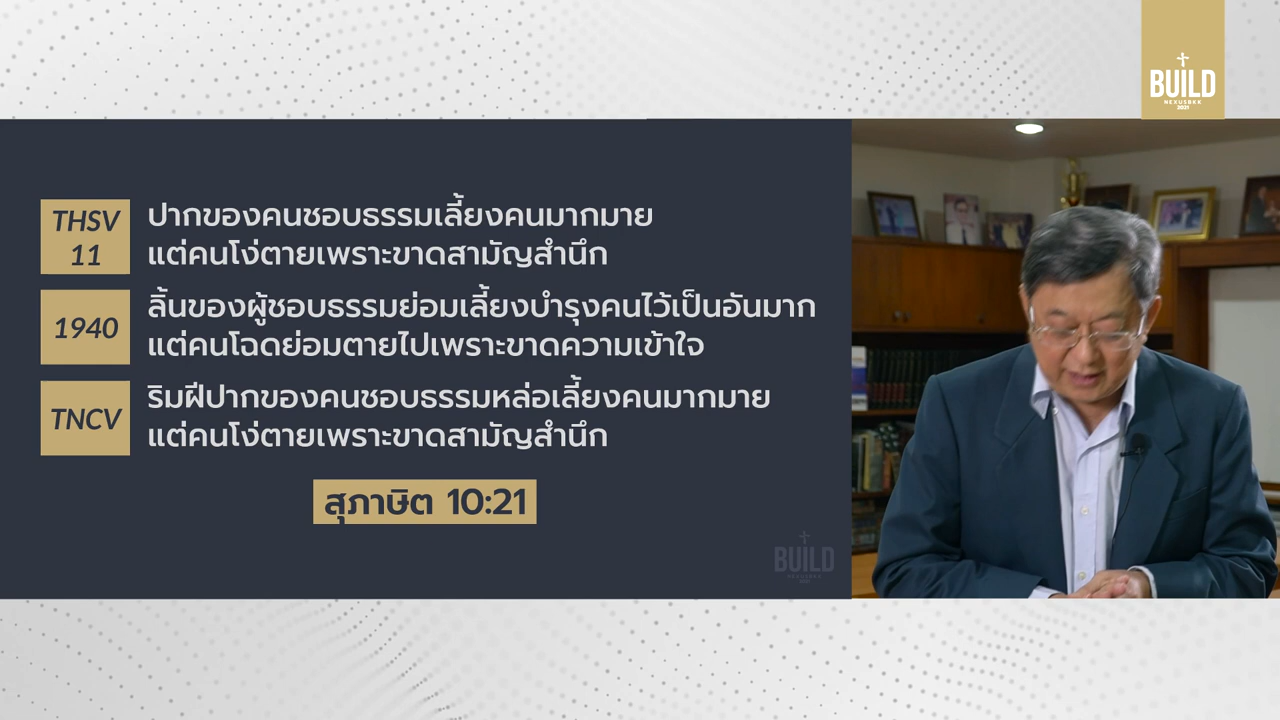 BUILD
NEXUSBKK
2021
THSV
11
ปากของคนชอบธรรมเลี้ยงคนมากมาย
แต่คนโง่ตายเพราะขาดสามัญสำนึก
1940
ลิ้นของผู้ชอบธรรมย่อมเลี้ยงบำรุงคนไว้เป็นอันมาก
แต่คนโฉดย่อมตายไปเพราะขาดความเข้าใจ
TNCV
ริมฝีปากของคนชอบธรรมหล่อเลี้ยงคนมากมาย
แต่คนโง่ตายเพราะขาดสามัญสำนึก
สุภาษิต 10:21
BUILD
NEXUSBKK
2021